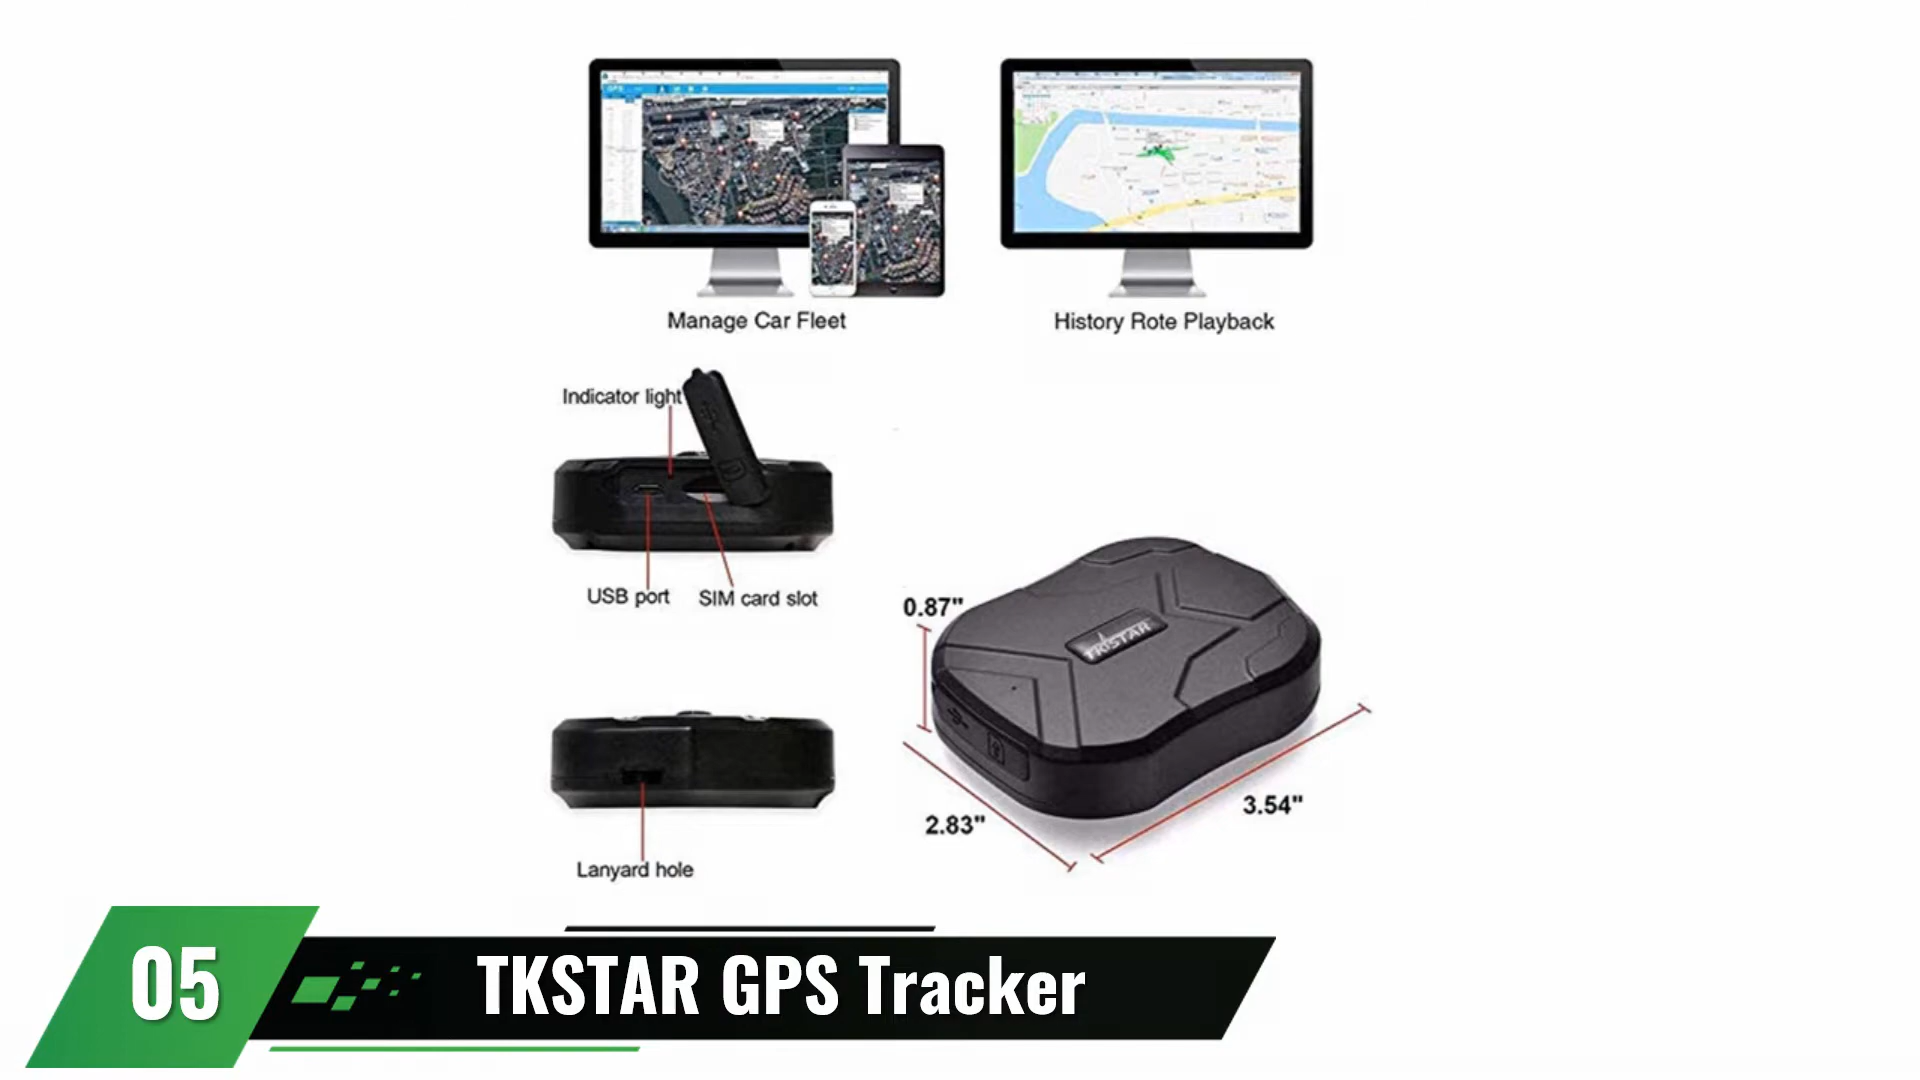 Manage Car Fleet
History Rote Playback
Indicator light
USB port
SIM card slot
0.87"
TKSTAR
2.83"
3.54"
Lanyard hole
05
TKSTAR GPS Tracker